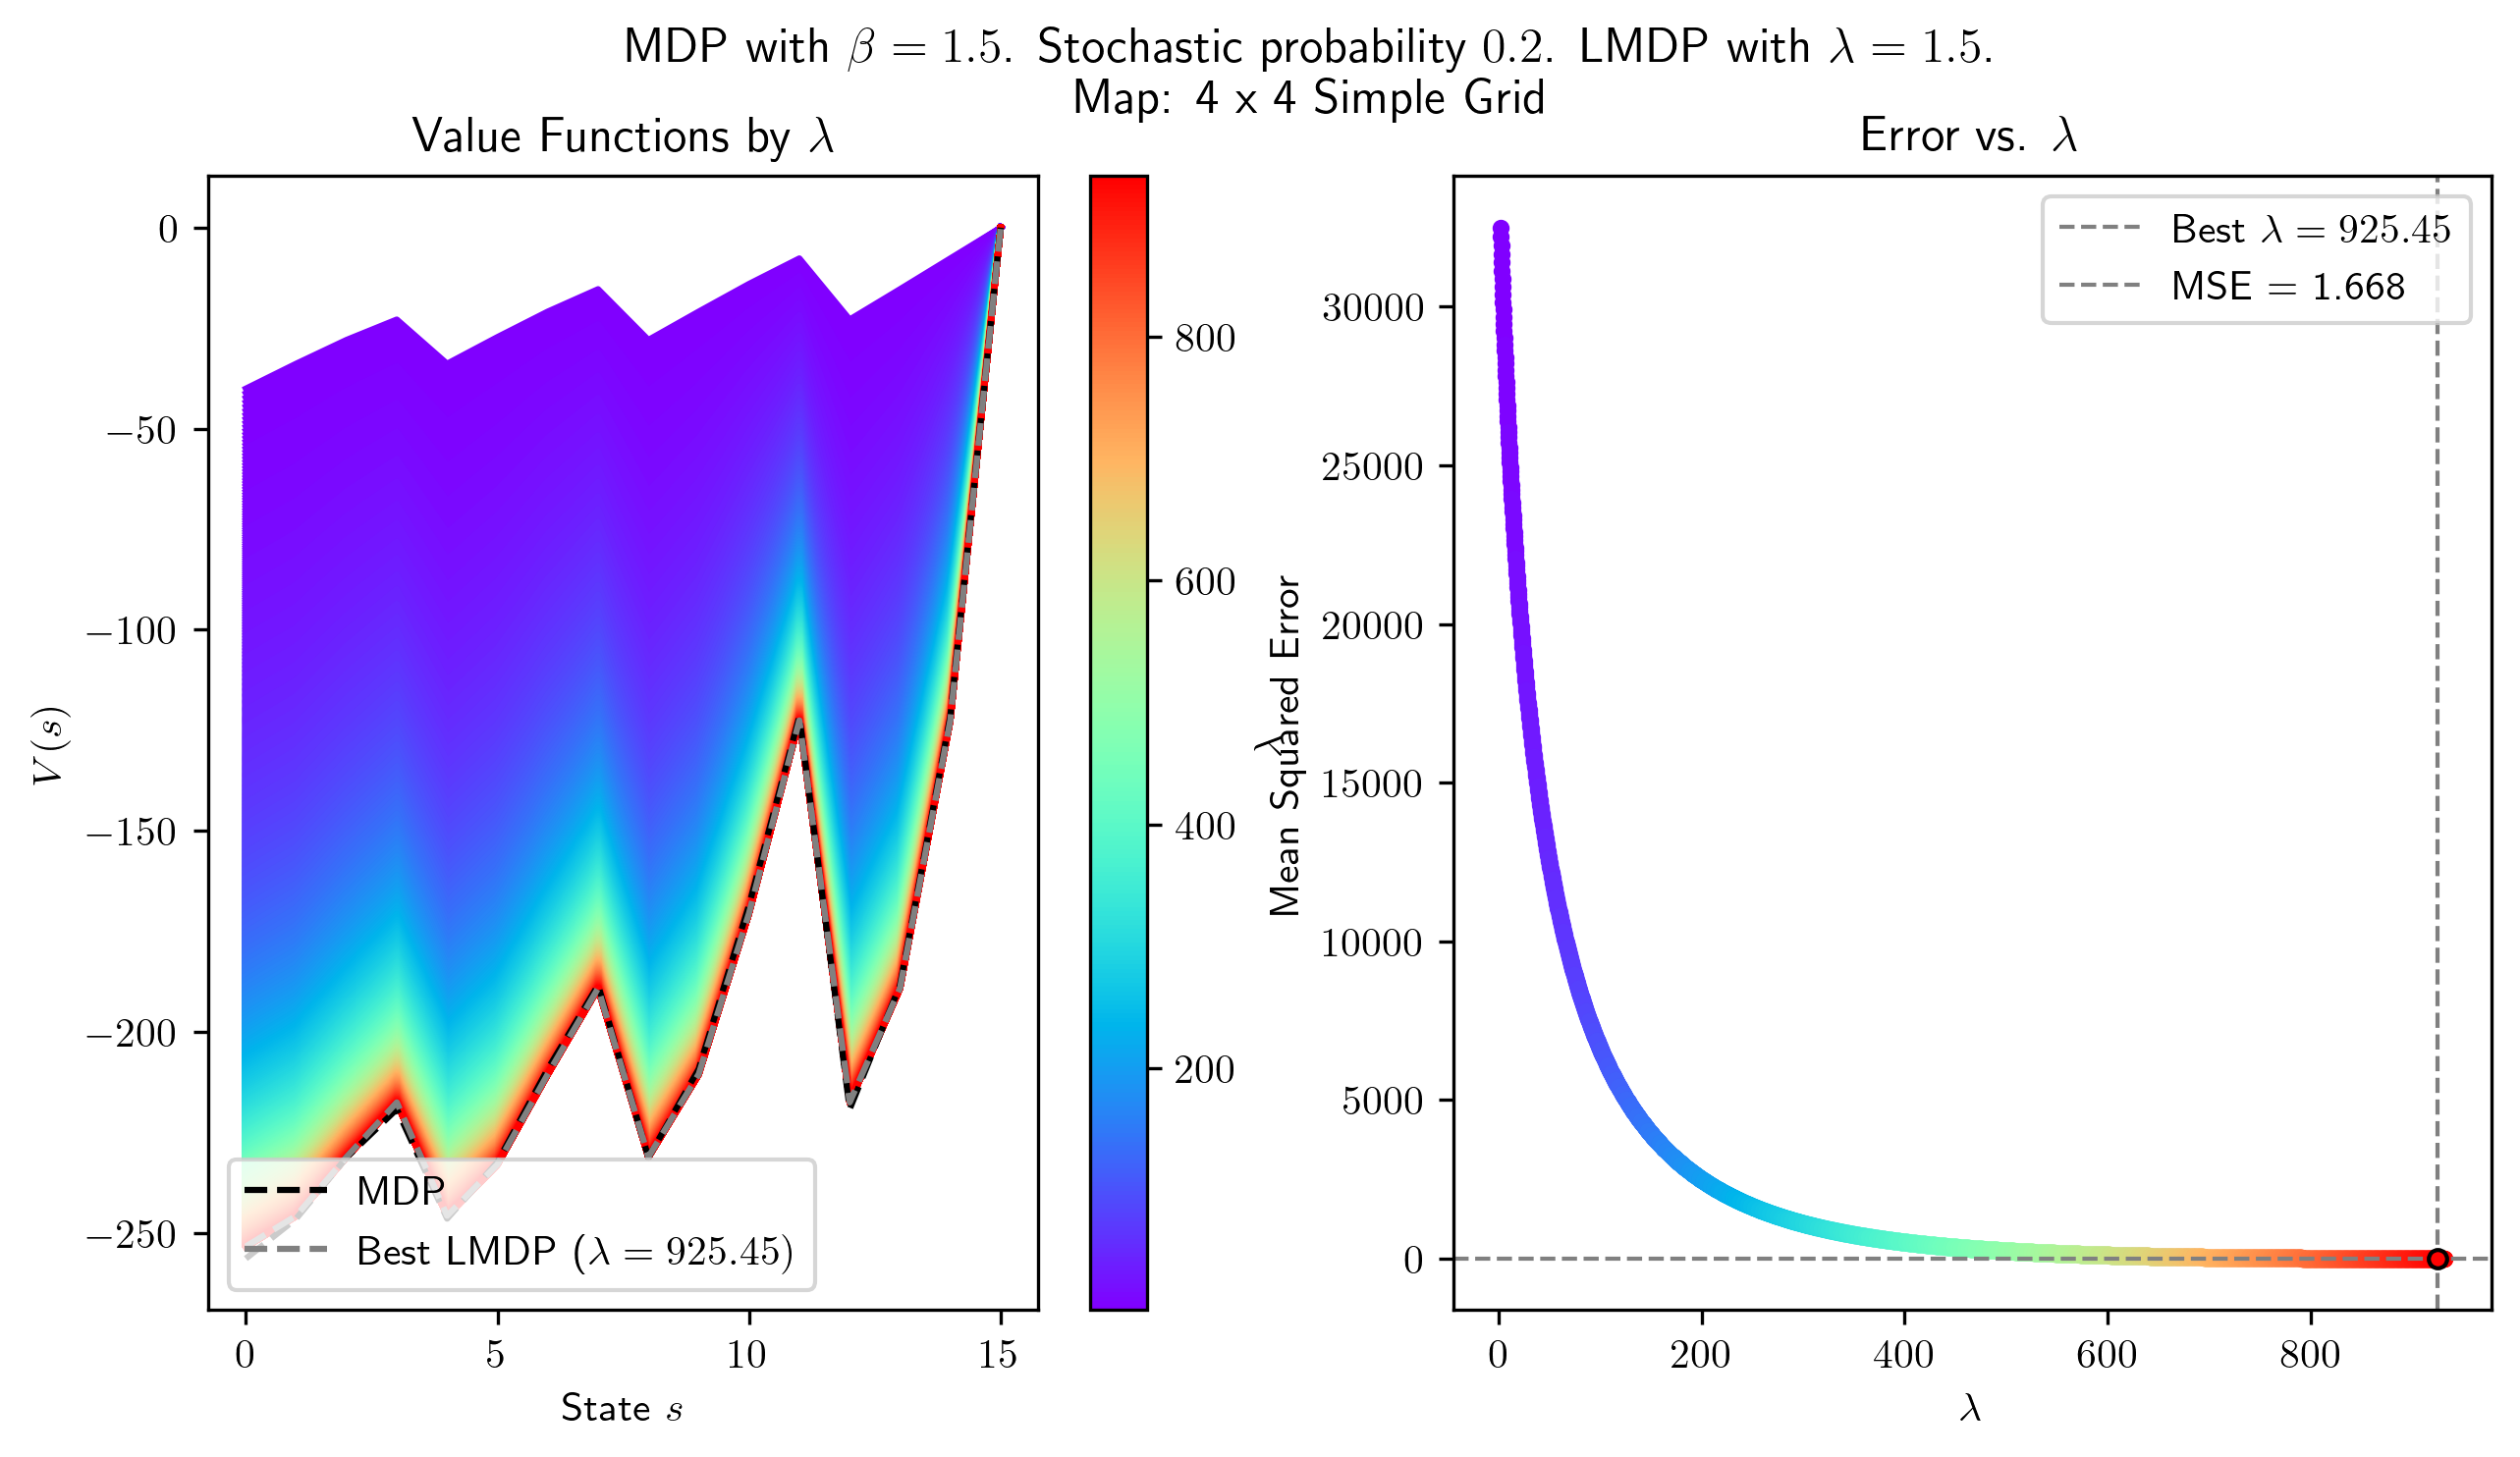 MDP with β = 1.5. Stochastic probability 0.2. LMDP with λ = 1.5.
Map: 4 x 4 Simple Grid
Value Functions by λ
0
−50
−100
−150
−200
−250
V(s)
MDP
Best LMDP (λ = 925.45)
0 5 10 15
State s
800
600
400
200
λ
Error vs. λ
Best λ = 925.45
MSE = 1.668
30000
25000
20000
15000
10000
5000
0
Mean Squared Error
0 200 400 600 800
λ